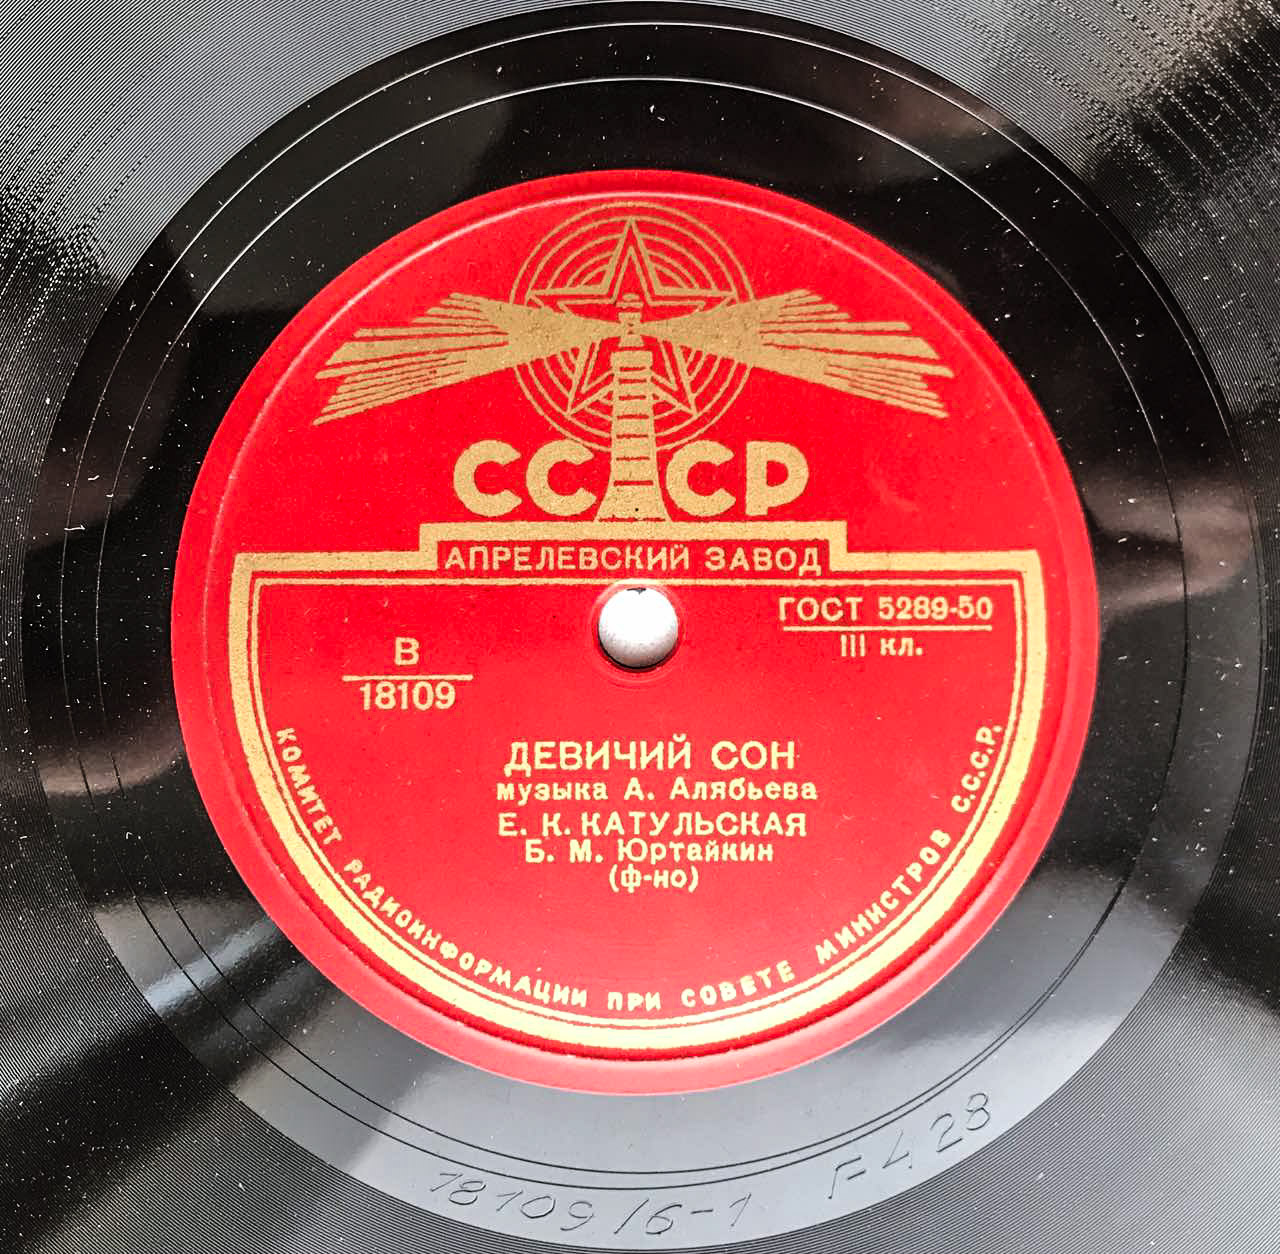 СССР
АПРЕЛЕВСКИЙ ЗАВОД
ГОСТ 5289-50
III кл.
В
18109
ДЕВИЧИЙ СОН
музыка А. Алябьева
Е. К. КАТУЛЬСКАЯ
Б. М. Юртайкин
(ф-но)
КОМИТЕТ РАДИОИНФОРМАЦИИ ПРИ СОВЕТЕ МИНИСТРОВ С.С.С.Р.
18109/6-1 F428